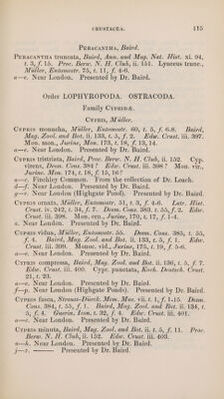 CRUSTACEA. 115
PERACANTHA, Baird.
PERACANTHA truncata, Baird, Ann. and Mag. Nat. Hist. xi. 94,
t. 3, f. 15. Proc. Berw. N. H. Club, ii. 151. Lynceus trunc.,
Müller, Entomostr. 75, t. 11, f. 4-6.
a—e. Near London. Presented by Dr. Baird.
Order LOPHYROPODA. OSTRACODA.
Family CYPRIDÆ.
CYPRIS, Müller.
CYPRIS monacha, Müller, Entomostr. 60, t. 5, f. 6.8. Baird,
Mag. Zool. and Bot. ii. 133, t. 5, f. 2. Edw. Crust. iii. 397.
Mon. mon., Jurine, Mon. 173, t. 18, f. 13, 14.
a—e. Near London. Presented by Dr. Baird.
CYPRIS tristriata, Baird, Proc. Berw. N. H. Club, ii. 152. Cyp.
virens, Desm. Cons. 384? Edw. Crust. iii. 398? Mon. vir.,
Jurine, Mon. 174, t. 18, f. 15, 16?
a—c. Finchley Common. From the collection of Dr. Leach.
d—f. Near London. Presented by Dr. Baird.
g—r. Near London (Highgate Pond). Presented by Dr. Baird.
CYPRIS ornata, Müller, Entomostr. 51, t. 3, f. 4-6. Latr. Hist.
Crust. iv. 242, t. 34, f. 7. Desm. Cons. 383, t. 55, f. 2. Edw.
Crust. iii. 398. Mon. orn., Jurine, 170, t. 17, f. 1-4.
a. Near London. Presented by Dr. Baird.
CYPRIS vidua, Müller, Entomostr. 55. Desm. Cons. 385, t. 55,
f. 4. Baird, Mag. Zool. and Bot. ii. 133, t. 5, f. 1. Edw.
Crust. iii. 399. Monoc. vid., Jurine, 175, t. 19, f. 5-6.
a—e. Near London. Presented by Dr. Baird.
CYPRIS compressa, Baird, Mag. Zool. and Bot. ii. 136, t. 5, f. 7.
Edw. Crust. iii. 400. Cypr. punctata, Koch. Deutsch. Crust.
21, t. 23.
a—e. Near London. Presented by Dr. Baird.
f—p. Near London (Highgate Ponds). Presented by Dr. Baird.
CYPRIS fusca, Strauss-Dürck. Mem. Mus. vii. t. 1, f. 1-15. Desm.
Cons. 384, t. 55, f. 1. Baird, Mag. Zool. and Bot. ii. 134, t.
5, f. 4. Guérin, Icon. t. 32, f. 4. Edw. Crust. iii. 401.
a—e. Near London. Presented by Dr. Baird.
CYPRIS minuta, Baird, Mag. Zool. and Bot. ii. t. 5, f. 11. Proc.
Berw. N. H. Club, ii. 152. Edw. Crust. iii. 403.
a—k. Near London. Presented by Dr. Baird.
Presented by Dr. Baird.